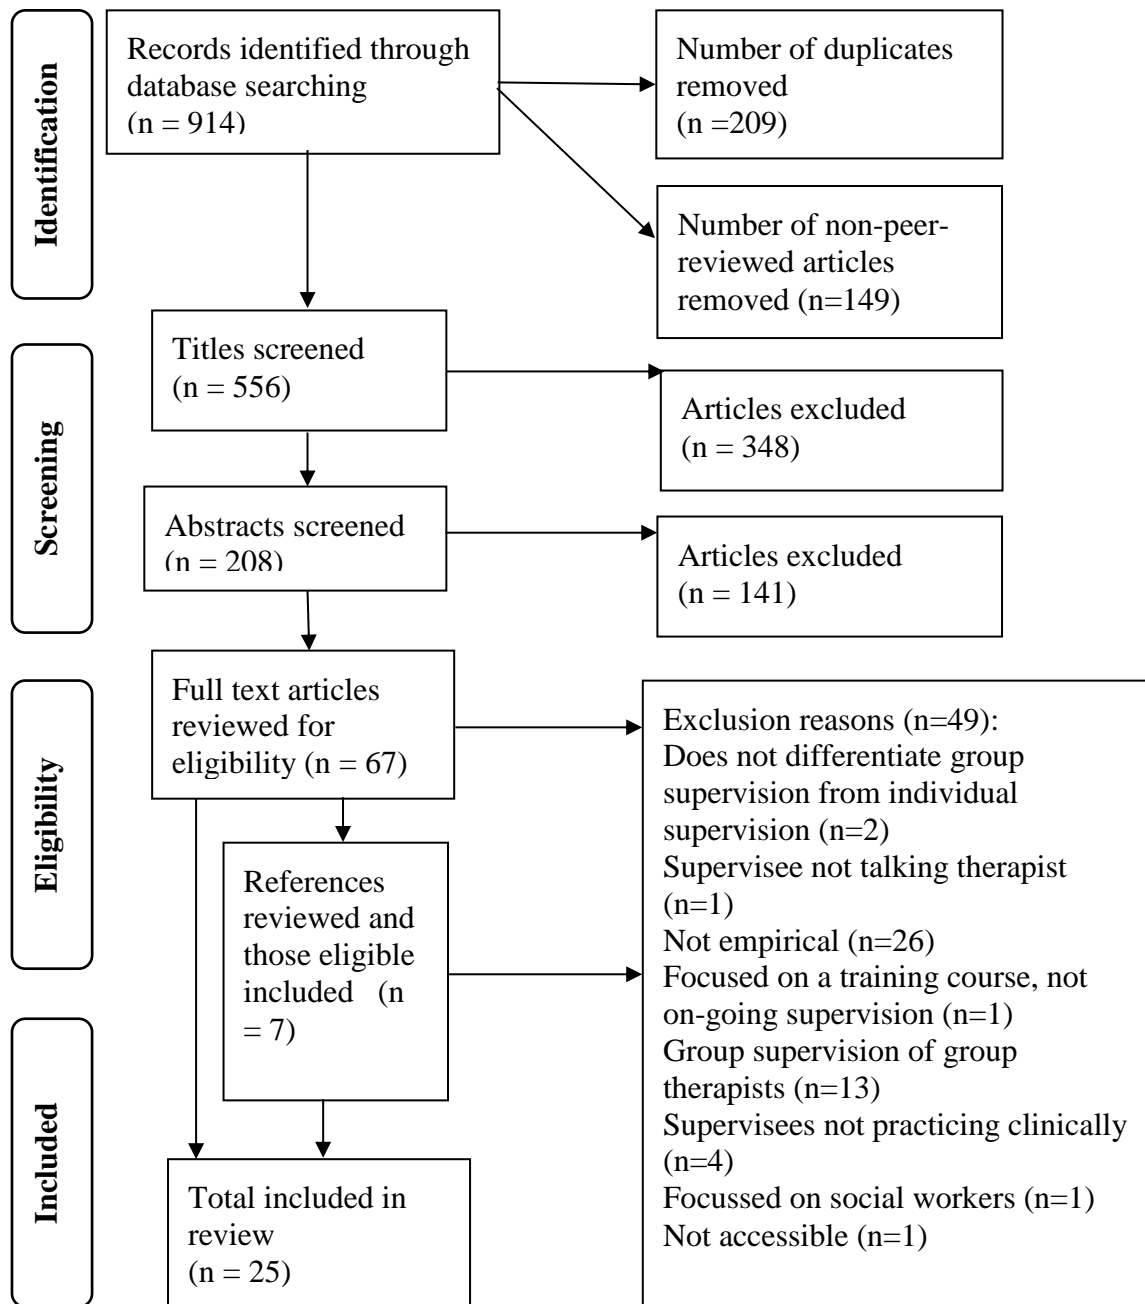 Identification
Records identified through
database searching
(n = 914)
Number of duplicates
removed
(n =209)
Number of non-peer-
reviewed articles
removed (n=149)
Screening
Titles screened
(n = 556)
Articles excluded
(n = 348)
Abstracts screened
(n = 208)
Articles excluded
(n = 141)
Eligibility
Full text articles
reviewed for
eligibility (n = 67)
References
reviewed and
those eligible
included (n
= 7)
Exclusion reasons (n=49):
Does not differentiate group
supervision from individual
supervision (n=2)
Supervisee not talking therapist
(n=1)
Not empirical (n=26)
Focused on a training course, not
on-going supervision (n=1)
Group supervision of group
therapists (n=13)
Supervisees not practicing clinically
(n=4)
Focussed on social workers (n=1)
Not accessible (n=1)
Included
Total included in
review
(n = 25)